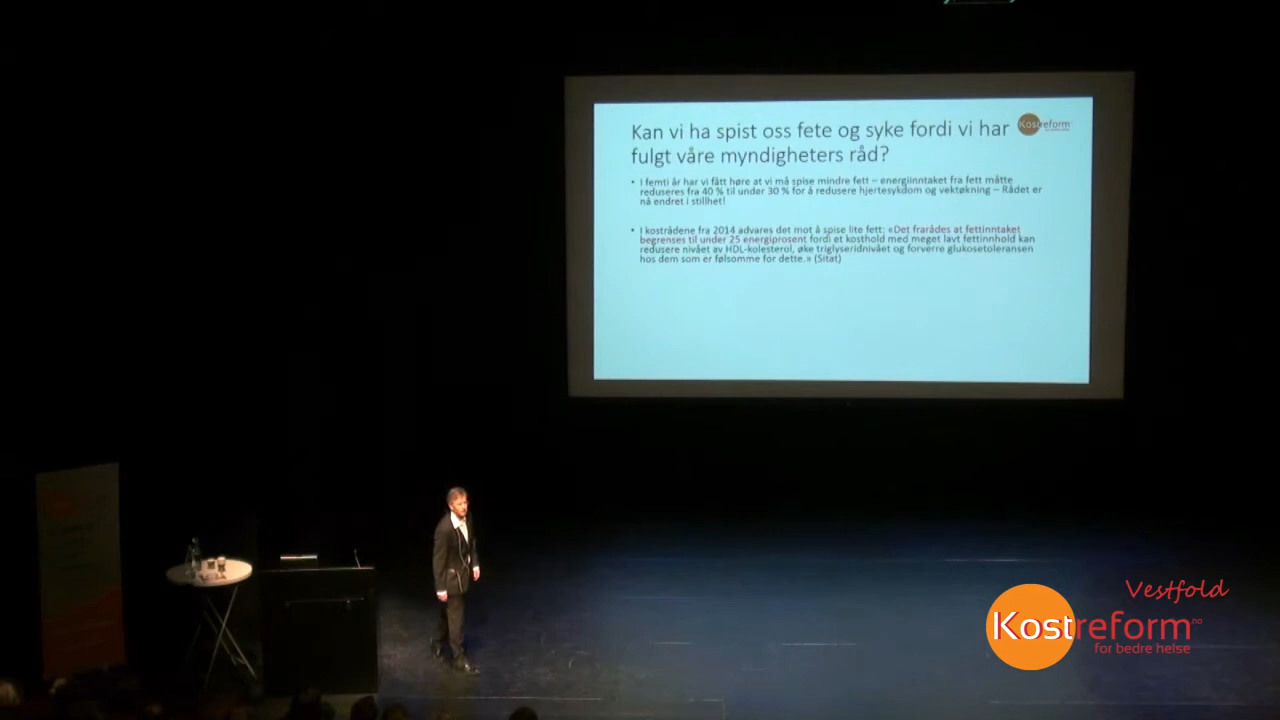 Kan vi ha spist oss fete og syke fordi vi har
fulgt våre myndigheters råd?
Kostreform
• I femti år har vi fått høre at vi må spise mindre fett – energiinntaket fra fett måtte
reduseres fra 40 % til under 30 % for å redusere hjertesykdom og vektøkning – Rådet er
nå endret i stillhet!
• I kostrådene fra 2014 advares det mot å spise lite fett: «Det frarådes at fettinntaket
begrenses til under 25 energiprosent fordi et kosthold med meget lavt fettinnhold kan
redusere nivået av HDL-kolesterol, øke triglyseridnivået og forverre glukosetoleransen
hos dem som er følsomme for dette.» (Sitat)
Vestfold
Kostreform.no
for bedre helse